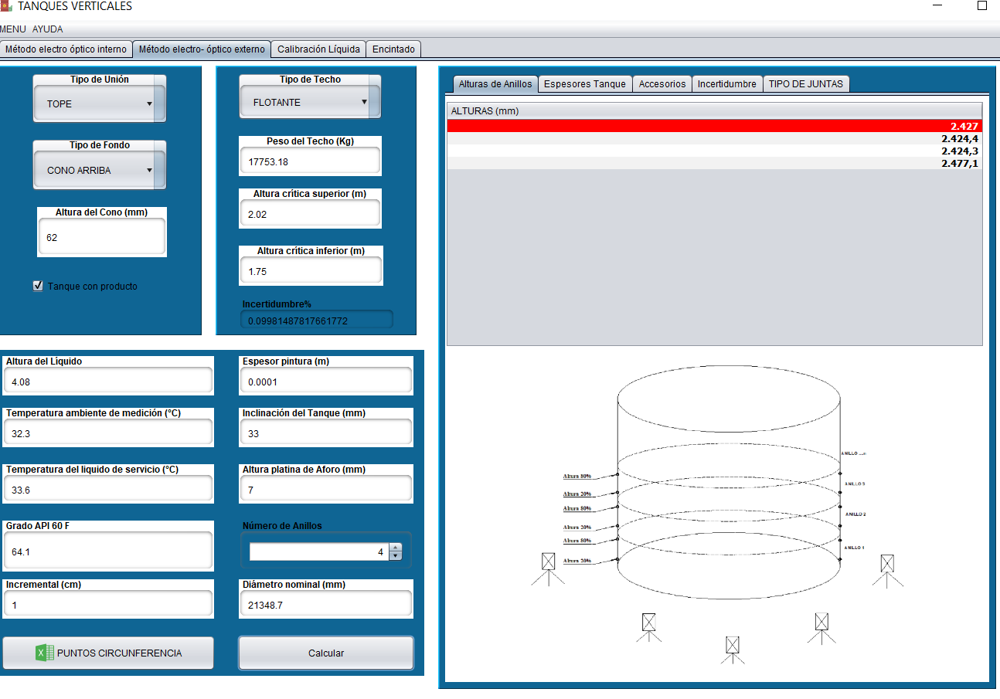 TANQUES VERTICALES
MENU AYUDA
Método electro óptico interno
Método electro- óptico externo
Calibración Líquida
Encintado
Tipo de Unión
TOPE
Tipo de Fondo
CONO ARRIBA
Altura del Cono (mm)
62
Tanque con producto
Tipo de Techo
FLOTANTE
Peso del Techo (Kg)
17753.18
Altura crítica superior (m)
2.02
Altura crítica inferior (m)
1.75
Incertidumbre%
0.09981487817661772
Altura del Líquido
4.08
Temperatura ambiente de medición (°C)
32.3
Temperatura del liquido de servicio (°C)
33.6
Grado API 60 F
64.1
Incremental (cm)
1
PUNTOS CIRCUNFERENCIA
Espesor pintura (m)
0.0001
Inclinación del Tanque (mm)
33
Altura platina de Aforo (mm)
7
Número de Anillos
4
Diámetro nominal (mm)
21348.7
Calcular
Alturas de Anillos
Espesores Tanque
Accesorios
Incertidumbre
TIPO DE JUNTAS
ALTURAS (mm)
2.427
2.424,4
2.424,3
2.477,1
ANILLO ....n
Altura 80%
ANILLO 3
Altura 20%
Altura 80%
ANILLO 2
Altura 20%
Altura 80%
ANILLO 1
Altura 20%